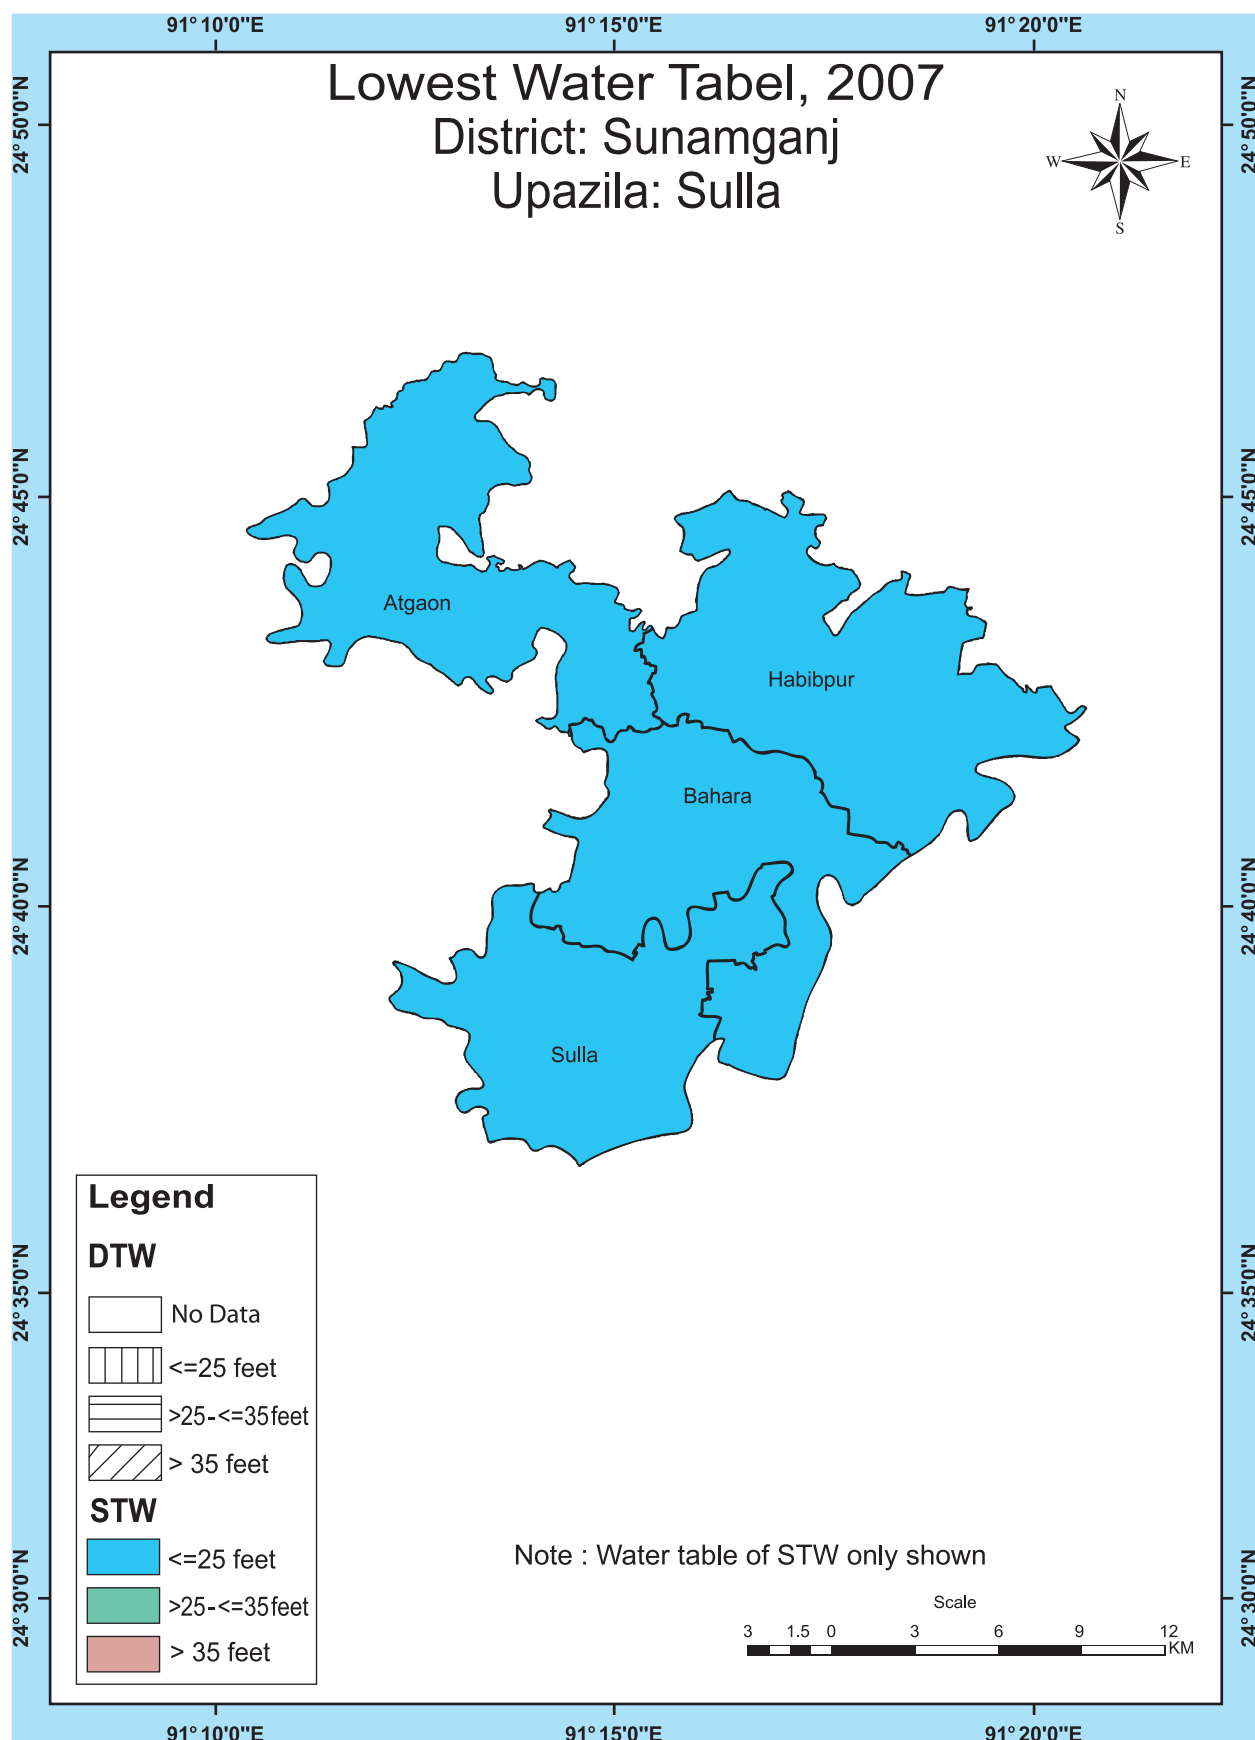 91°10'0"E 91°15'0"E 91°20'0"E
Lowest Water Tabel, 2007
District: Sunamganj
Upazila: Sulla
N
W E
S
24°50'0"N 24°50'0"N
24°45'0"N 24°45'0"N
Atgaon
Habibpur
Bahara
24°40'0"N 24°40'0"N
Sulla
Legend
DTW
No Data
<=25 feet
>25-<=35feet
> 35 feet
STW
<=25 feet
>25-<=35feet
> 35 feet
24°35'0"N 24°35'0"N
Note : Water table of STW only shown
24°30'0"N 24°30'0"N
Scale
3 1.5 0 3 6 9 12
KM
91°10'0"E 91°15'0"E 91°20'0"E